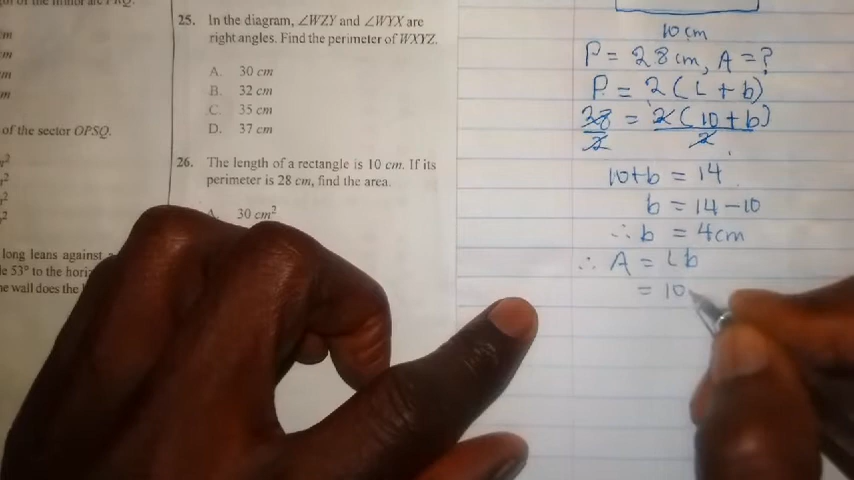 m
m
m
m
of the sector OPSQ.
long leans against
53° to the
he wall does the
25. In the diagram, ∠WZY and ∠WYX are
right angles. Find the perimeter of WXYZ.
A. 30 cm
B. 32 cm
C. 35 cm
D. 37 cm
26. The length of a rectangle is 10 cm. If its
perimeter is 28 cm, find the area.
A. 30 cm²
10 cm
P = 28 cm, A = ?
P = 2 (L + b)
28/2 = 2(10 + b)/2
10+b = 14
b = 14 - 10
∴ b = 4cm
∴ A = Lb
= 10